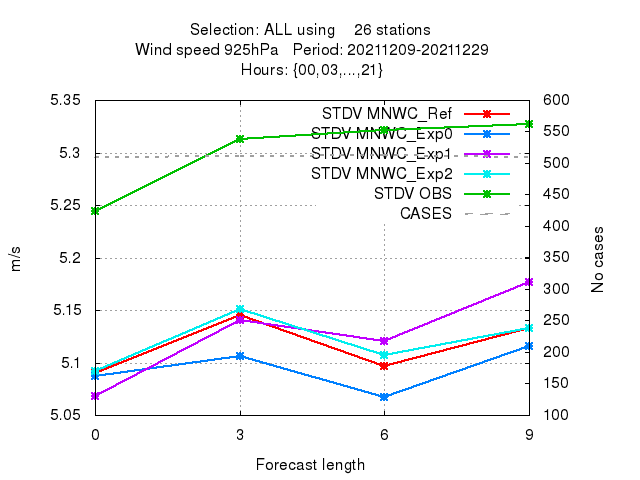 Selection: ALL using 26 stations
Wind speed 925hPa Period: 20211209-20211229
Hours: {00,03,...,21}
STDV MNWC_Ref
STDV MNWC_Exp0
STDV MNWC_Exp1
STDV MNWC_Exp2
STDV OBS
CASES
5.35
5.3
5.25
5.2
5.15
5.1
5.05
m/s
600
550
500
450
400
350
300
250
200
150
100
No cases
0 3 6 9
Forecast length